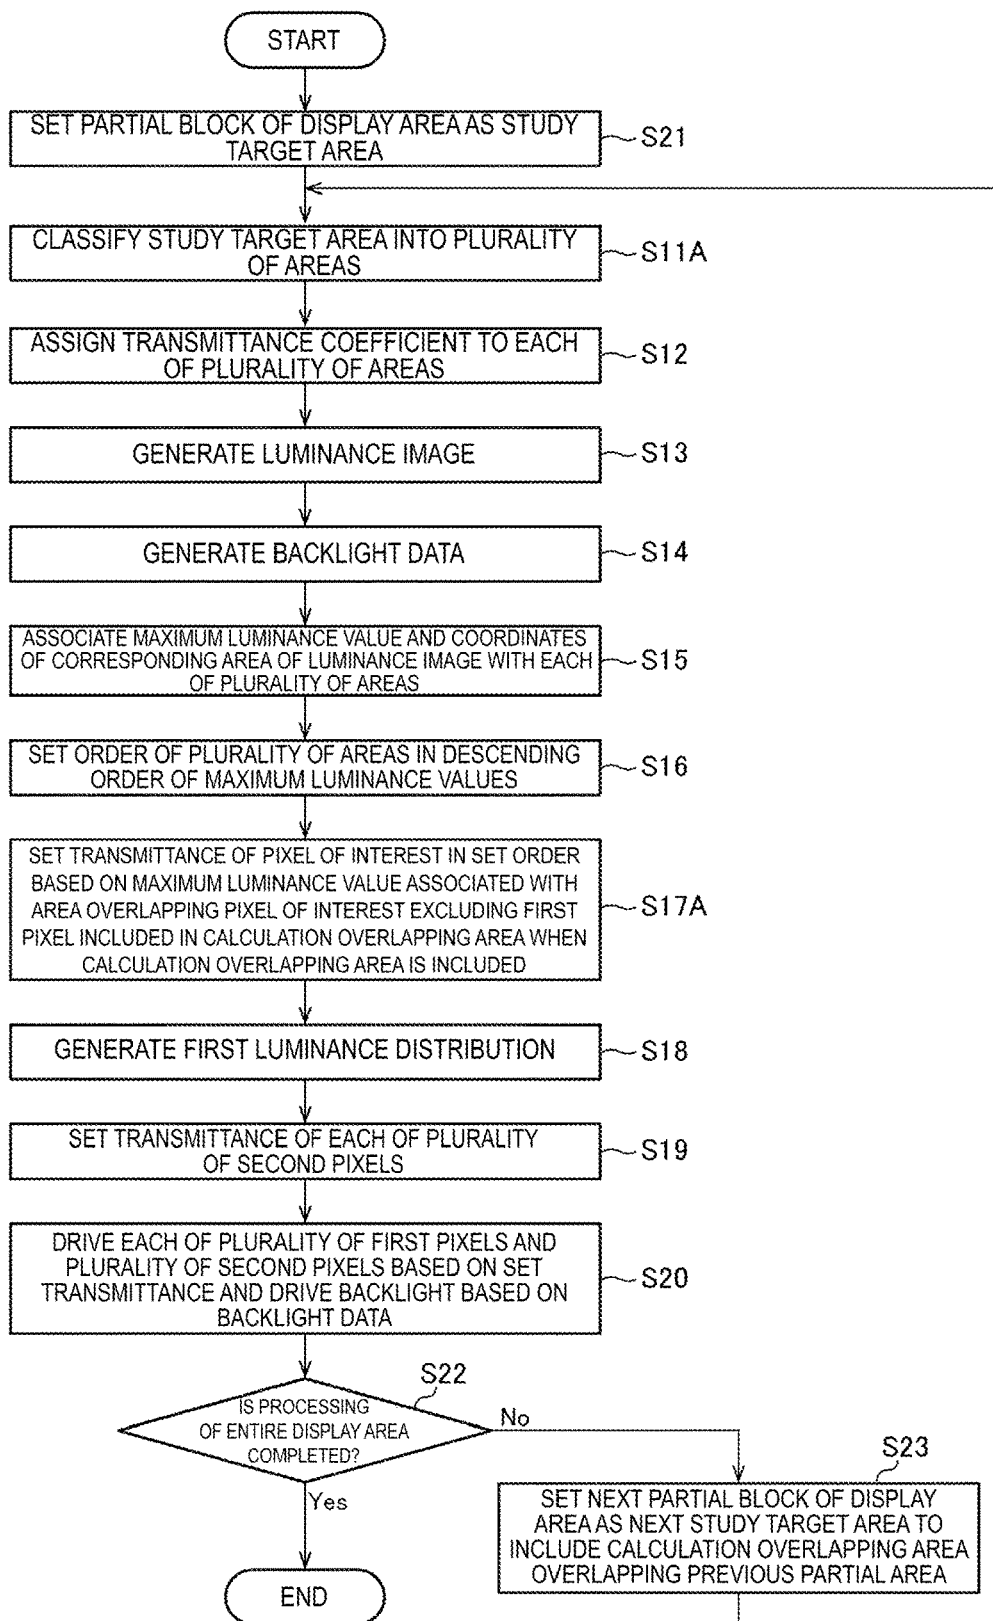 START
SET PARTIAL BLOCK OF DISPLAY AREA AS STUDY
TARGET AREA
S21
CLASSIFY STUDY TARGET AREA INTO PLURALITY
OF AREAS
S11A
ASSIGN TRANSMITTANCE COEFFICIENT TO EACH
OF PLURALITY OF AREAS
S12
GENERATE LUMINANCE IMAGE
S13
GENERATE BACKLIGHT DATA
S14
ASSOCIATE MAXIMUM LUMINANCE VALUE AND COORDINATES
OF CORRESPONDING AREA OF LUMINANCE IMAGE WITH EACH
OF PLURALITY OF AREAS
S15
SET ORDER OF PLURALITY OF AREAS IN DESCENDING
ORDER OF MAXIMUM LUMINANCE VALUES
S16
SET TRANSMITTANCE OF PIXEL OF INTEREST IN SET ORDER
BASED ON MAXIMUM LUMINANCE VALUE ASSOCIATED WITH
AREA OVERLAPPING PIXEL OF INTEREST EXCLUDING FIRST
PIXEL INCLUDED IN CALCULATION OVERLAPPING AREA WHEN
CALCULATION OVERLAPPING AREA IS INCLUDED
S17A
GENERATE FIRST LUMINANCE DISTRIBUTION
S18
SET TRANSMITTANCE OF EACH OF PLURALITY
OF SECOND PIXELS
S19
DRIVE EACH OF PLURALITY OF FIRST PIXELS AND
PLURALITY OF SECOND PIXELS BASED ON SET
TRANSMITTANCE AND DRIVE BACKLIGHT BASED ON
BACKLIGHT DATA
S20
S22
IS PROCESSING
OF ENTIRE DISPLAY AREA
COMPLETED?
No
Yes
S23
SET NEXT PARTIAL BLOCK OF DISPLAY
AREA AS NEXT STUDY TARGET AREA TO
INCLUDE CALCULATION OVERLAPPING AREA
OVERLAPPING PREVIOUS PARTIAL AREA
END